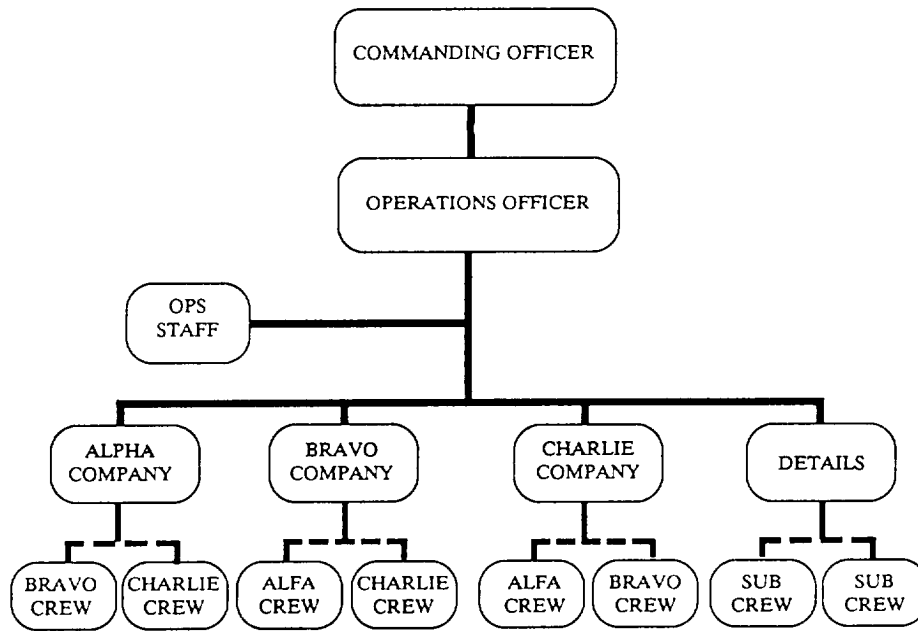 COMMANDING OFFICER
OPERATIONS OFFICER
OPS
STAFF
ALPHA
COMPANY
BRAVO
COMPANY
CHARLIE
COMPANY
DETAILS
BRAVO
CREW
CHARLIE
CREW
ALFA
CREW
CHARLIE
CREW
ALFA
CREW
BRAVO
CREW
SUB
CREW
SUB
CREW